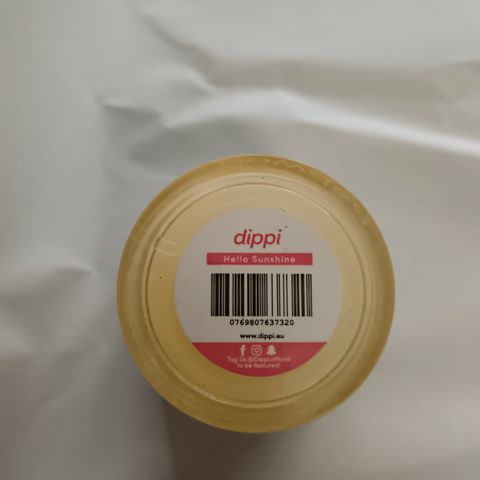 dippi
Hello Sunshine
0769807637320
www.dippi.eu
Tag Us @Dippi.official
to be featured!